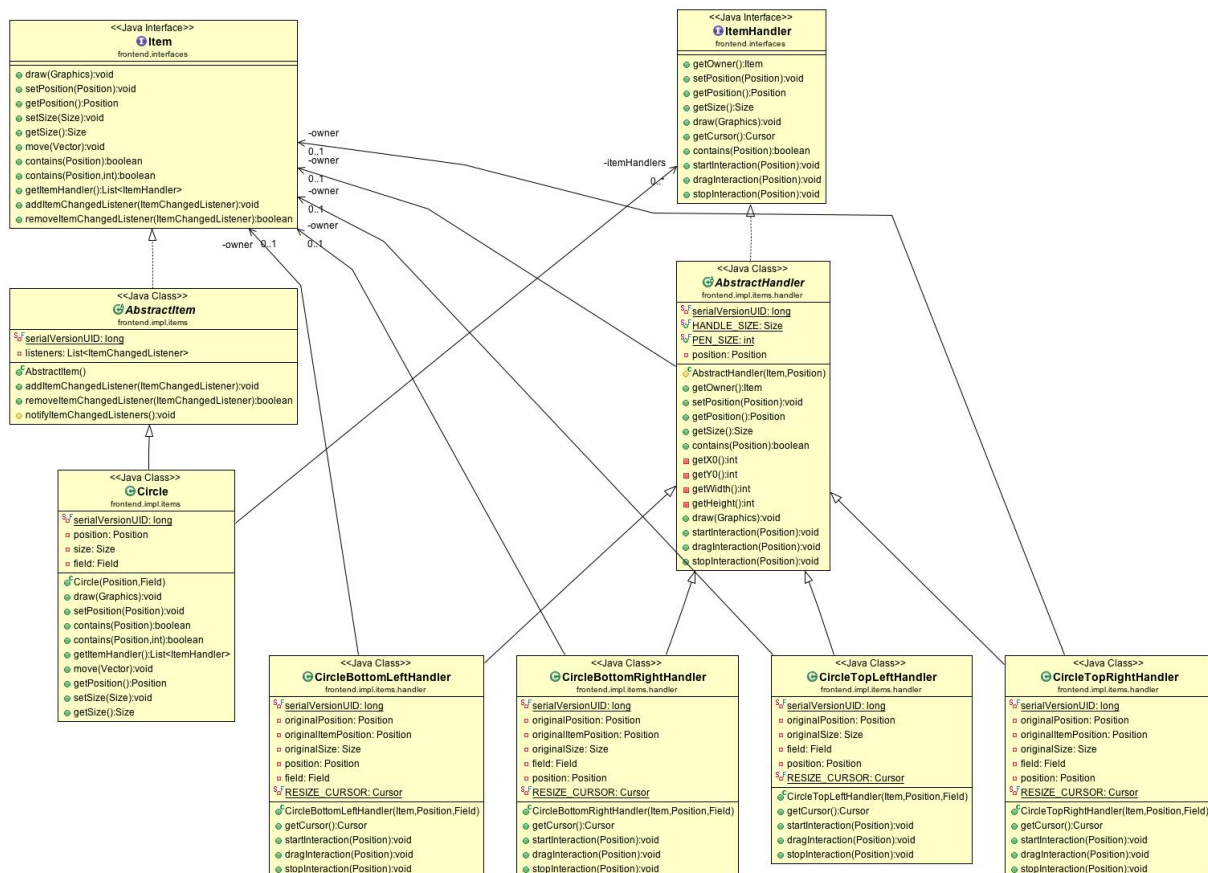 <<Java Interface>>
Item
frontend.interfaces
draw(Graphics):void
setPosition(Position):void
getPosition():Position
setSize(Size):void
getSize():Size
move(Vector):void
contains(Position):boolean
contains(Position,int):boolean
getItemHandler():List<ItemHandler>
addItemChangedListener(ItemChangedListener):void
removeItemChangedListener(ItemChangedListener):boolean
<<Java Interface>>
ItemHandler
frontend.interfaces
getOwner():Item
setPosition(Position):void
getPosition():Position
getSize():Size
draw(Graphics):void
getCursor():Cursor
contains(Position):boolean
startInteraction(Position):void
dragInteraction(Position):void
stopInteraction(Position):void
-owner
0..1
-owner
0..1
-owner
0..1
-owner
0..1
-owner
0..1
-itemHandlers
0..*
<<Java Class>>
AbstractItem
frontend.impl.items
serialVersionUID: long
listeners: List<ItemChangedListener>
AbstractItem()
addItemChangedListener(ItemChangedListener):void
removeItemChangedListener(ItemChangedListener):boolean
notifyItemChangedListeners():void
<<Java Class>>
AbstractHandler
frontend.impl.items.handler
serialVersionUID: long
HANDLE_SIZE: Size
PEN_SIZE: int
position: Position
AbstractHandler(Item,Position)
getOwner():Item
setPosition(Position):void
getPosition():Position
getSize():Size
contains(Position):boolean
getX0():int
getY0():int
getWidth():int
getHeight():int
draw(Graphics):void
startInteraction(Position):void
dragInteraction(Position):void
stopInteraction(Position):void
<<Java Class>>
Circle
frontend.impl.items
serialVersionUID: long
position: Position
size: Size
field: Field
Circle(Position,Field)
draw(Graphics):void
setPosition(Position):void
contains(Position):boolean
contains(Position,int):boolean
getItemHandler():List<ItemHandler>
move(Vector):void
getPosition():Position
setSize(Size):void
getSize():Size
<<Java Class>>
CircleBottomLeftHandler
frontend.impl.items.handler
serialVersionUID: long
originalPosition: Position
originalItemPosition: Position
originalSize: Size
position: Position
field: Field
RESIZE_CURSOR: Cursor
CircleBottomLeftHandler(Item,Position,Field)
getCursor():Cursor
startInteraction(Position):void
dragInteraction(Position):void
stopInteraction(Position):void
<<Java Class>>
CircleBottomRightHandler
frontend.impl.items.handler
serialVersionUID: long
originalPosition: Position
originalItemPosition: Position
originalSize: Size
field: Field
position: Position
RESIZE_CURSOR: Cursor
CircleBottomRightHandler(Item,Position,Field)
getCursor():Cursor
startInteraction(Position):void
dragInteraction(Position):void
stopInteraction(Position):void
<<Java Class>>
CircleTopLeftHandler
frontend.impl.items.handler
serialVersionUID: long
originalPosition: Position
originalSize: Size
field: Field
position: Position
RESIZE_CURSOR: Cursor
CircleTopLeftHandler(Item,Position,Field)
getCursor():Cursor
startInteraction(Position):void
dragInteraction(Position):void
stopInteraction(Position):void
<<Java Class>>
CircleTopRightHandler
frontend.impl.items.handler
serialVersionUID: long
originalPosition: Position
originalItemPosition: Position
originalSize: Size
field: Field
position: Position
RESIZE_CURSOR: Cursor
CircleTopRightHandler(Item,Position,Field)
getCursor():Cursor
startInteraction(Position):void
dragInteraction(Position):void
stopInteraction(Position):void